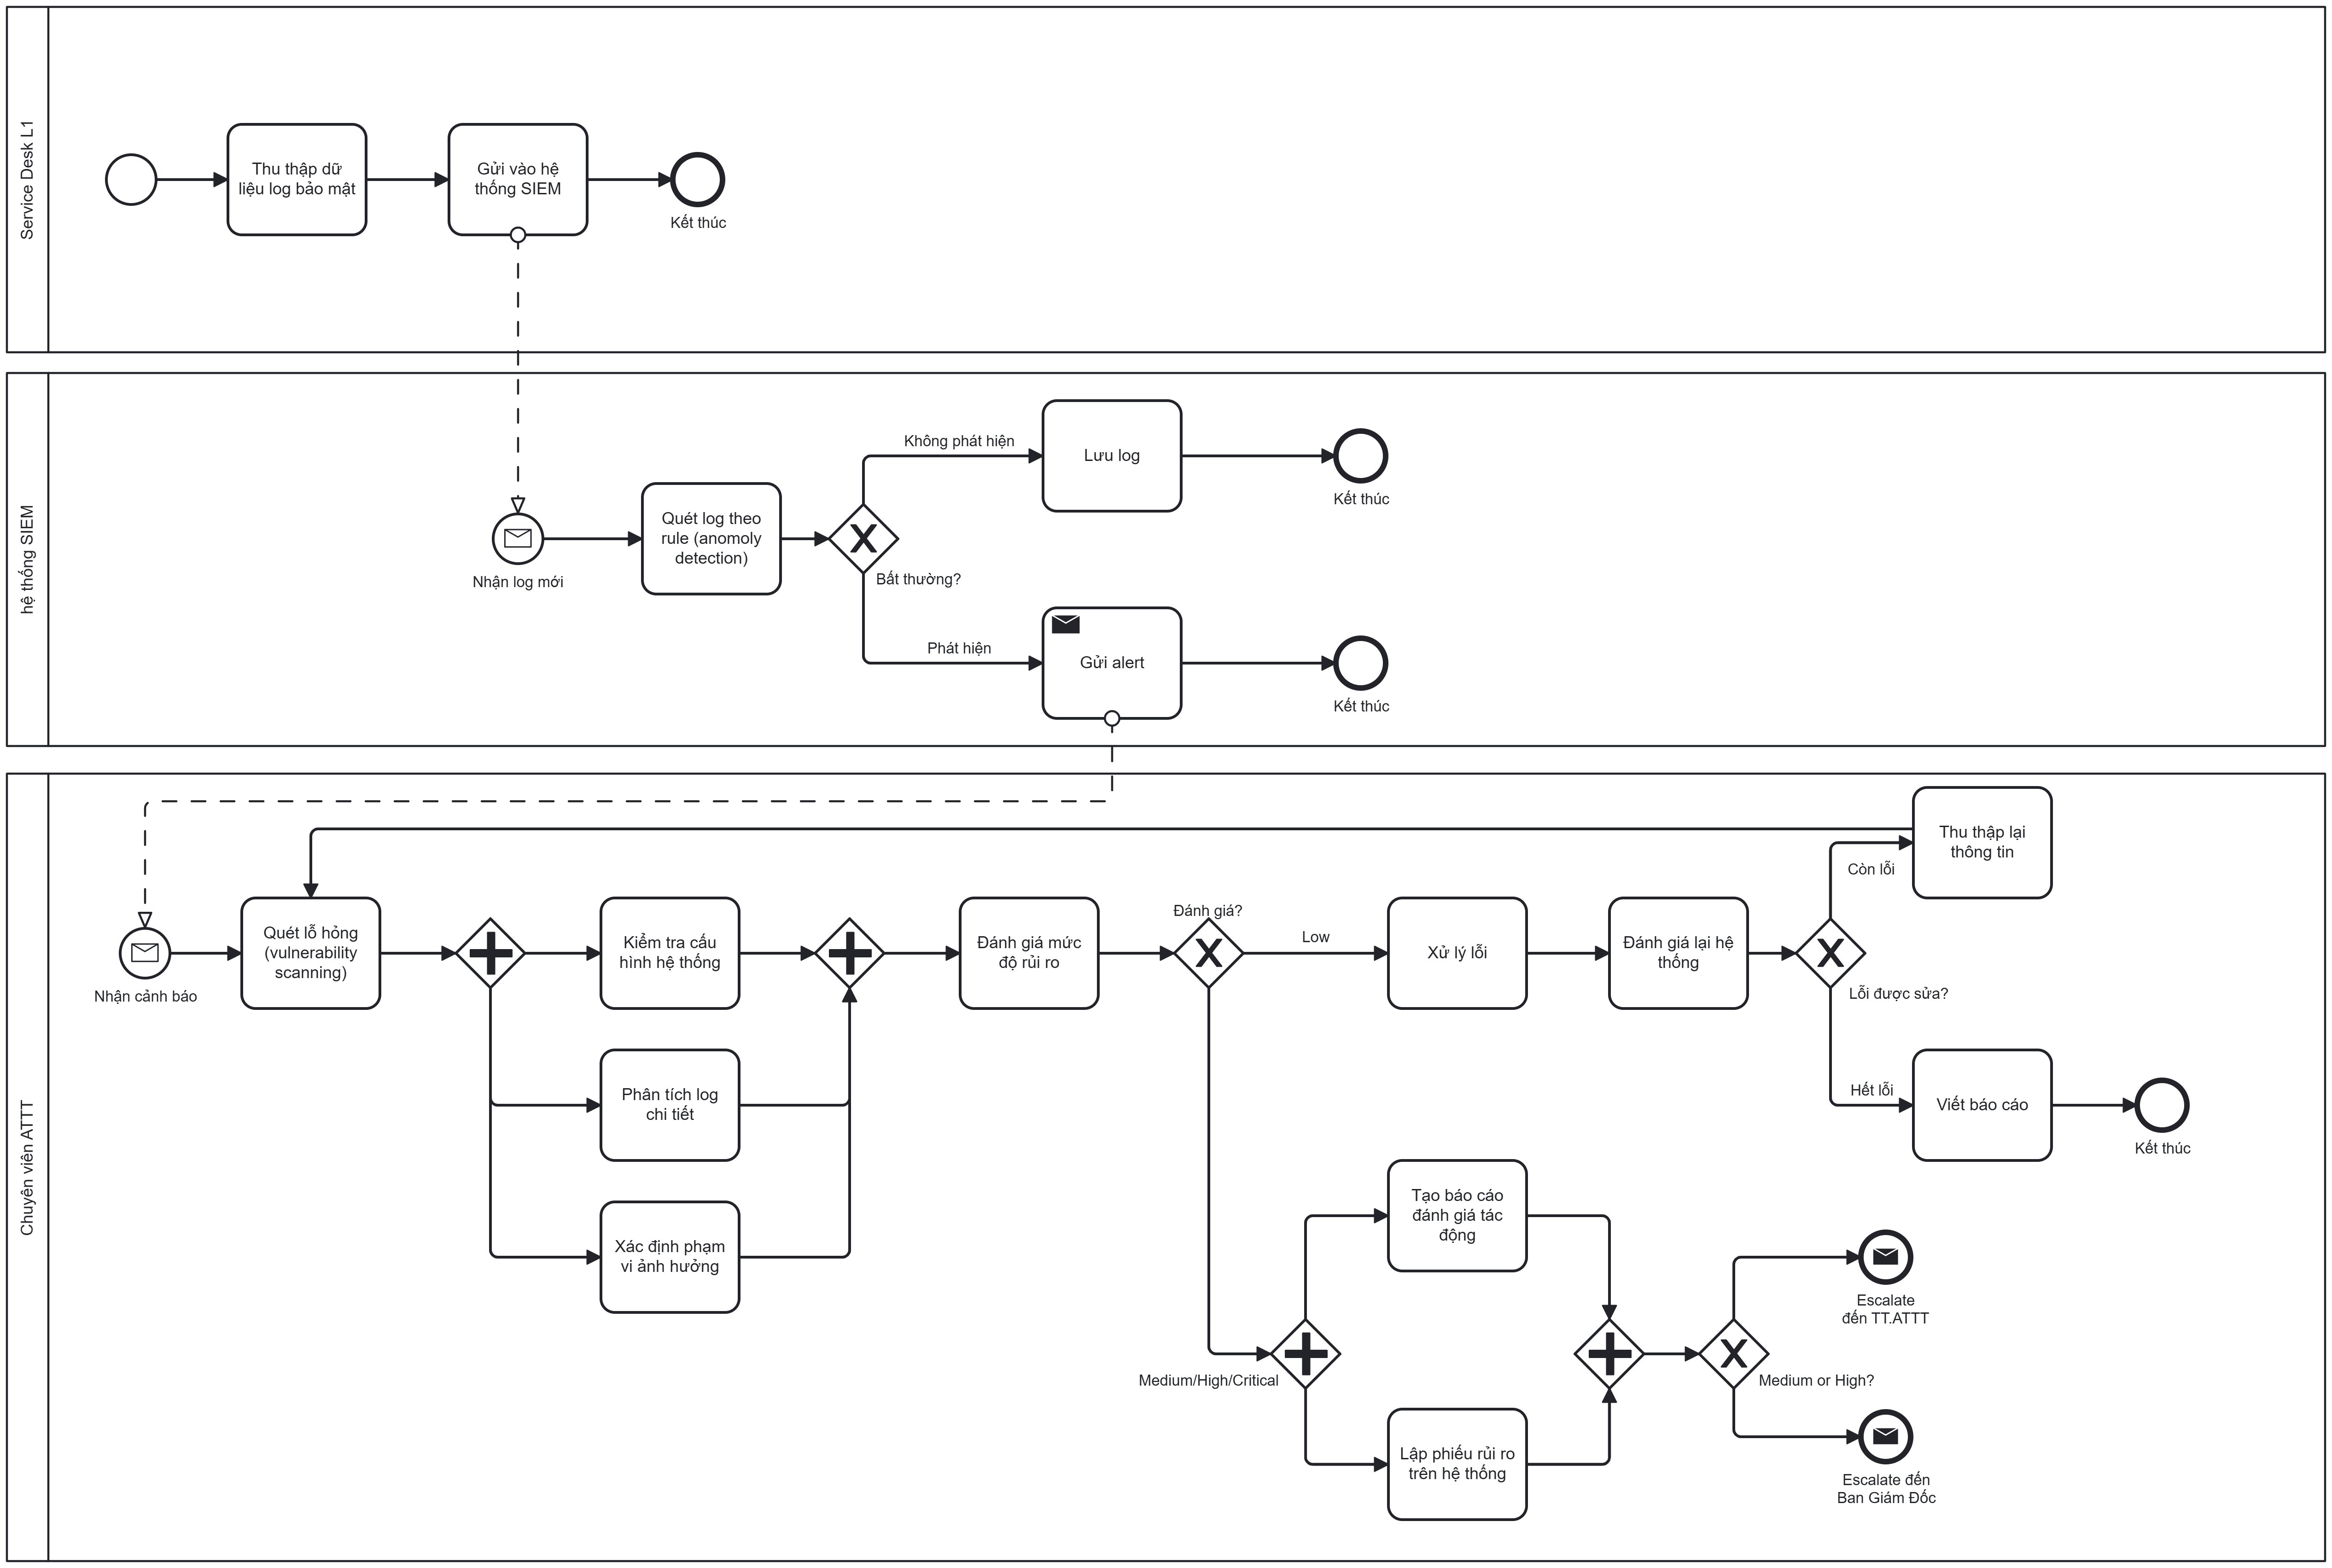 Service Desk L1
Thu thập dữ
liệu log bảo mật
Gửi vào hệ
thống SIEM
Kết thúc
hệ thống SIEM
Nhận log mới
Quét log theo
rule (anomoly
detection)
Bất thường?
Không phát hiện
Lưu log
Kết thúc
Phát hiện
Gửi alert
Kết thúc
Chuyên viên ATTT
Nhận cảnh báo
Quét lỗ hỏng
(vulnerability
scanning)
Kiểm tra cấu
hình hệ thống
Phân tích log
chi tiết
Xác định phạm
vi ảnh hưởng
Đánh giá mức
độ rủi ro
Đánh giá?
Low
Xử lý lỗi
Đánh giá lại hệ
thống
Lỗi được sửa?
Còn lỗi
Thu thập lại
thông tin
Hết lỗi
Viết báo cáo
Kết thúc
Medium/High/Critical
Tạo báo cáo
đánh giá tác
động
Lập phiếu rủi ro
trên hệ thống
Medium or High?
Escalate
đến TT.ATTT
Escalate đến
Ban Giám Đốc